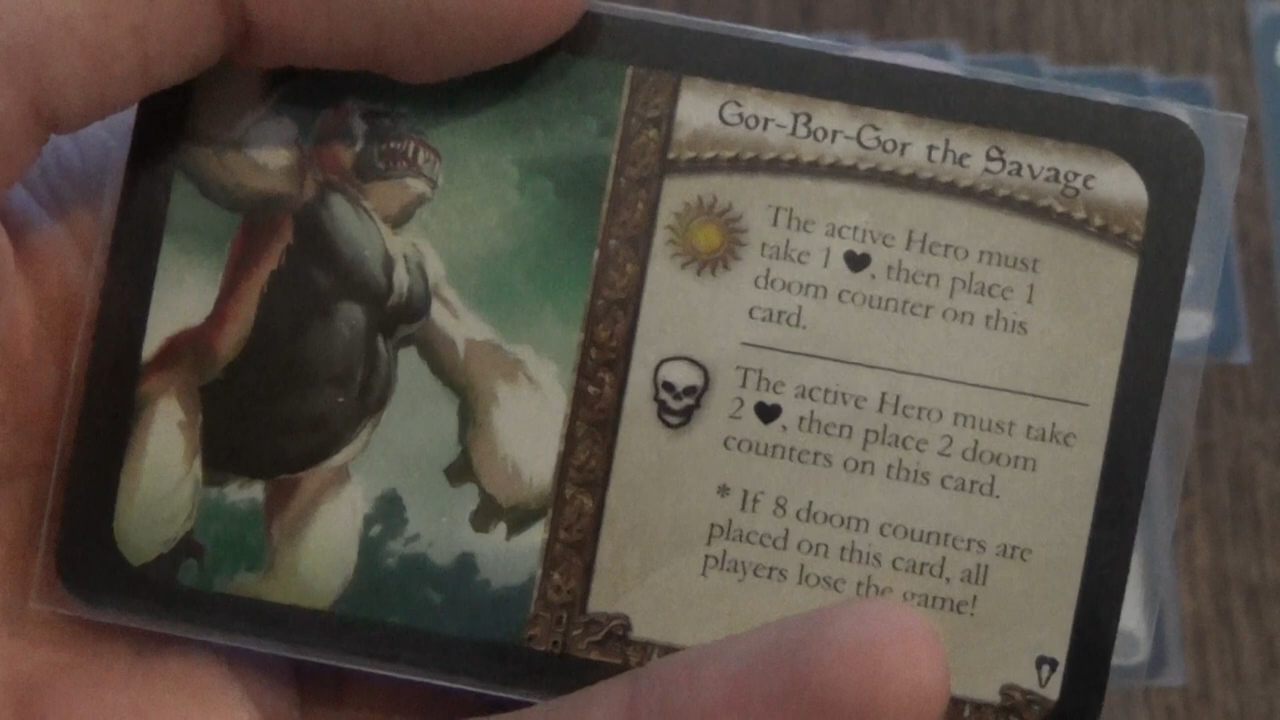 Gor-Bor-Gor the Savage
The active Hero must
take 1 ♥, then place 1
doom counter on this
card.
The active Hero must take
2 ♥, then place 2 doom
counters on this card.
* If 8 doom counters are
placed on this card, all
players lose the game!